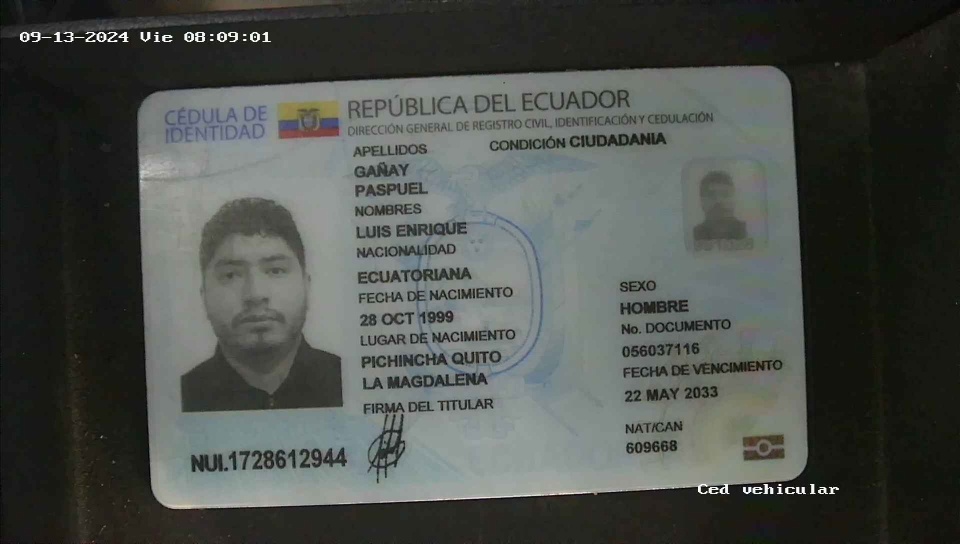 09-13-2024 Vie 08:09:01
CÉDULA DE
IDENTIDAD
REPÚBLICA DEL ECUADOR
DIRECCIÓN GENERAL DE REGISTRO CIVIL, IDENTIFICACIÓN Y CEDULACIÓN
APELLIDOS
CONDICIÓN CIUDADANIA
GAÑAY
PASPUEL
NOMBRES
LUIS ENRIQUE
NACIONALIDAD
ECUATORIANA
FECHA DE NACIMIENTO
28 OCT 1999
LUGAR DE NACIMIENTO
PICHINCHA QUITO
LA MAGDALENA
FIRMA DEL TITULAR
SEXO
HOMBRE
No. DOCUMENTO
056037116
FECHA DE VENCIMIENTO
22 MAY 2033
NAT/CAN
609668
NUI.1728612944
Ced vehicular